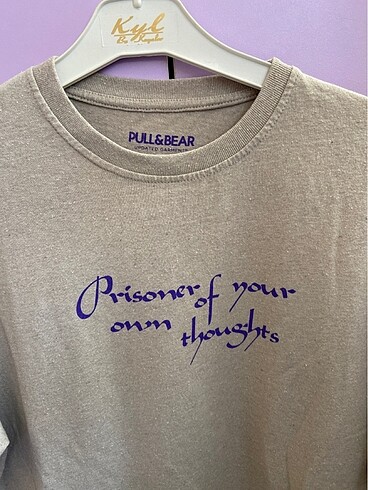 Kyl
PULL&BEAR
Prisoner of your
own thoughts